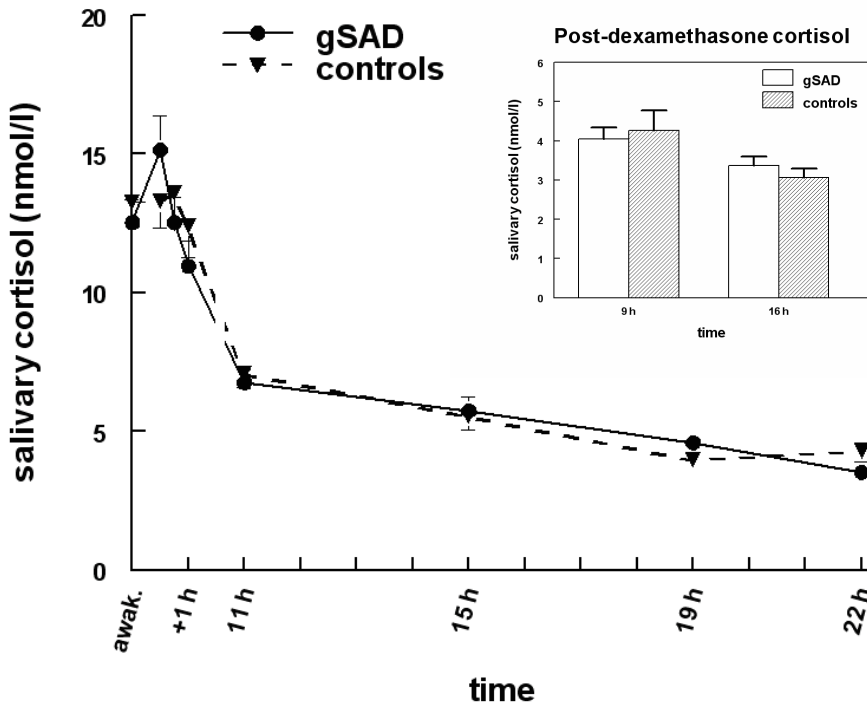 20
15
10
5
0
salivary cortisol (nmol/l)
gSAD
controls
awak.
+1 h
11 h
15 h
19 h
22 h
time
Post-dexamethasone cortisol
6
5
4
3
2
1
0
salivary cortisol (nmol/l)
gSAD
controls
9 h
16 h
time